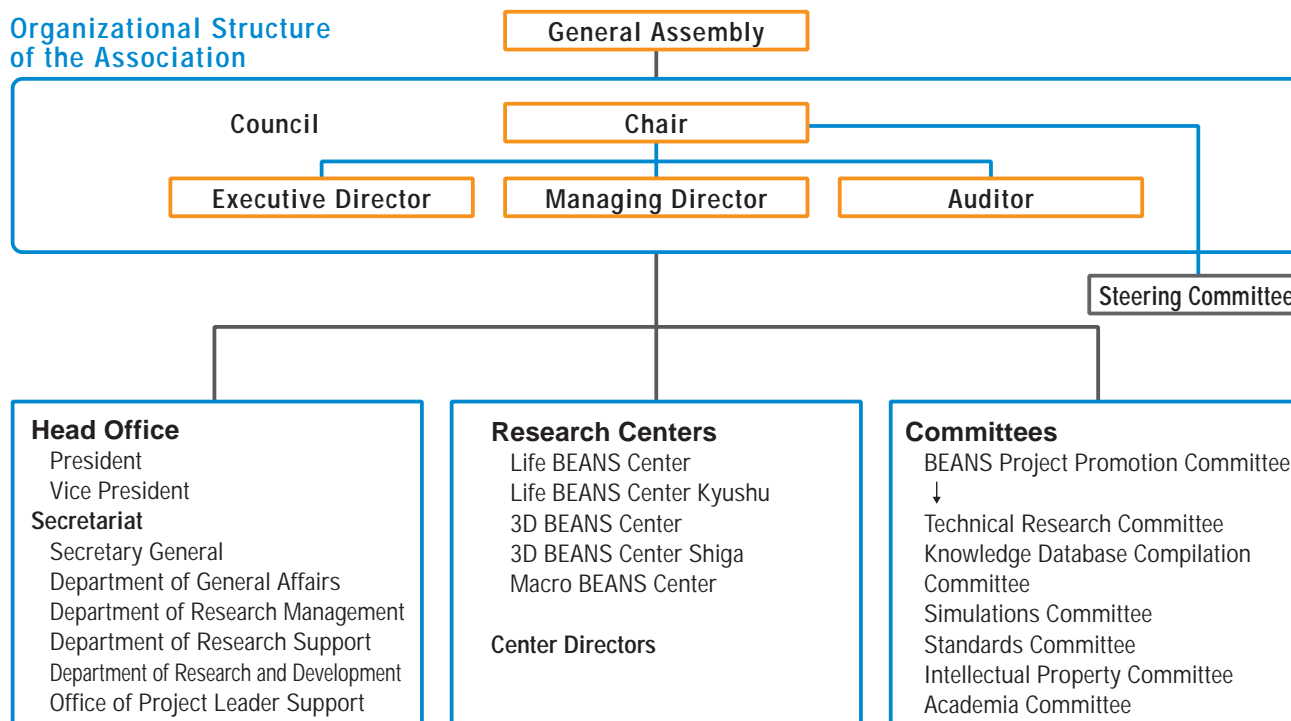 Organizational Structure
of the Association
General Assembly
Council
Chair
Executive Director
Managing Director
Auditor
Steering Committee
Head Office
President
Vice President
Secretariat
Secretary General
Department of General Affairs
Department of Research Management
Department of Research Support
Department of Research and Development
Office of Project Leader Support
Research Centers
Life BEANS Center
Life BEANS Center Kyushu
3D BEANS Center
3D BEANS Center Shiga
Macro BEANS Center
Center Directors
Committees
BEANS Project Promotion Committee
↓
Technical Research Committee
Knowledge Database Compilation
Committee
Simulations Committee
Standards Committee
Intellectual Property Committee
Academia Committee